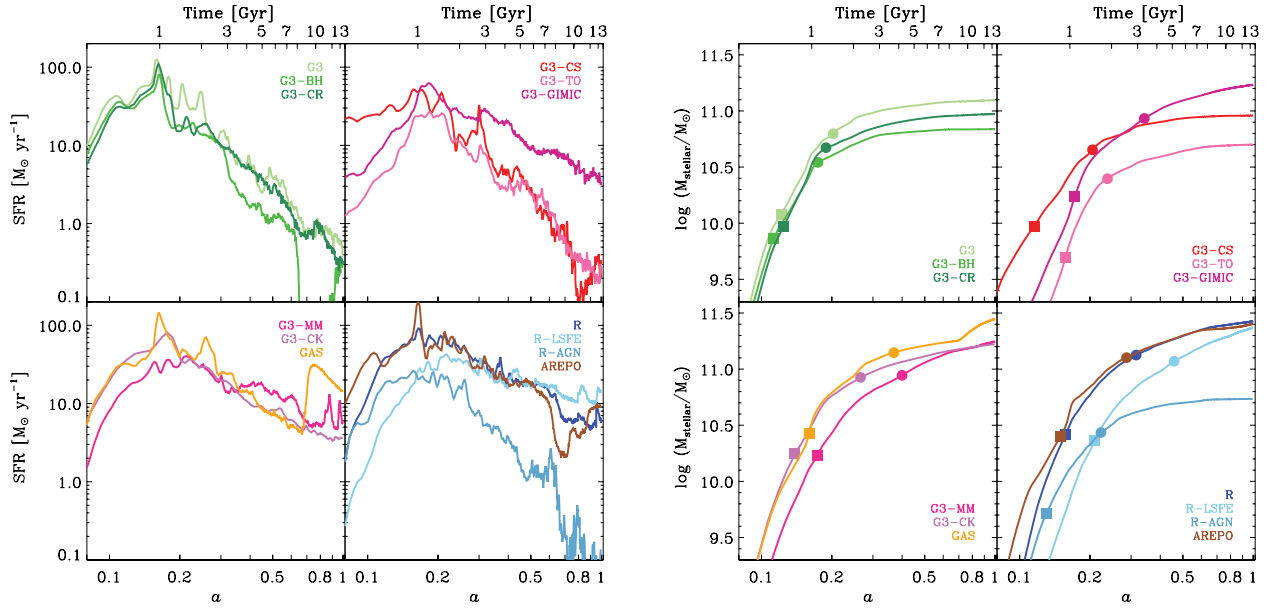 Time [Gyr] Time [Gyr] Time [Gyr] Time [Gyr]
1 3 5 7 10 13 1 3 5 7 10 13 1 3 5 7 10 13 1 3 5 7 10 13
SFR [M⊙ yr⁻¹]
100.0
10.0
1.0
0.1
G3
G3-BH
G3-CR
G3-CS
G3-TO
G3-GIMIC
SFR [M⊙ yr⁻¹]
100.0
10.0
1.0
0.1
G3-MM
G3-CK
GAS
R
R-LSFE
R-AGN
AREPO
0.1 0.2 0.5 0.8 0.1 0.2 0.5 0.8 1
a a
log (Mstellar/M⊙)
11.5
11.0
10.5
10.0
9.5
G3
G3-BH
G3-CR
G3-CS
G3-TO
G3-GIMIC
log (Mstellar/M⊙)
11.5
11.0
10.5
10.0
9.5
G3-MM
G3-CK
GAS
R
R-LSFE
R-AGN
AREPO
0.1 0.2 0.5 0.8 0.1 0.2 0.5 0.8 1
a a